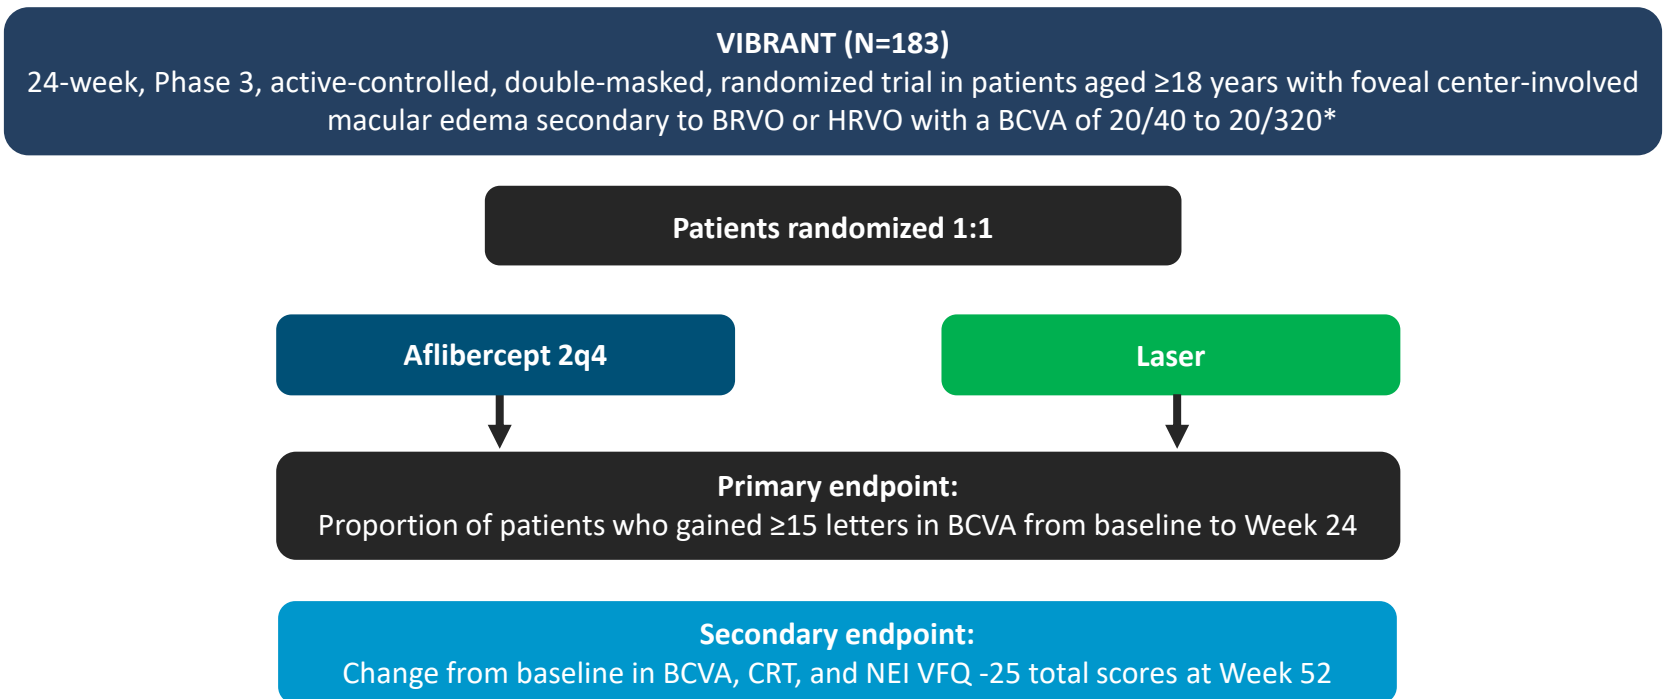 VIBRANT (N=183)
24-week, Phase 3, active-controlled, double-masked, randomized trial in patients aged ≥18 years with foveal center-involved
macular edema secondary to BRVO or HRVO with a BCVA of 20/40 to 20/320*
Patients randomized 1:1
Aflibercept 2q4
Laser
Primary endpoint:
Proportion of patients who gained ≥15 letters in BCVA from baseline to Week 24
Secondary endpoint:
Change from baseline in BCVA, CRT, and NEI VFQ -25 total scores at Week 52